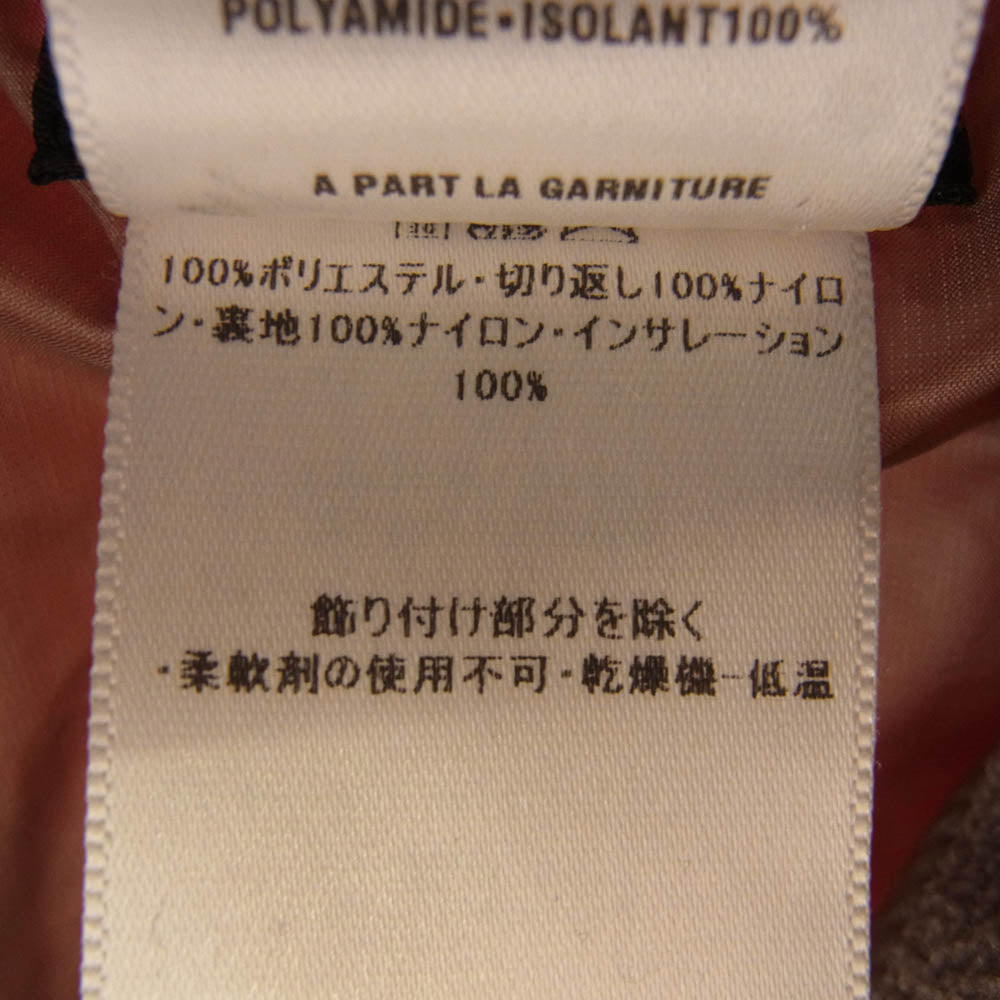 POLYAMIDE•ISOLANT100%
A PART LA GARNITURE
100%ポリエステル・切り返し100%ナイロ
ン・裏地100%ナイロン・インサレーション
100%
飾り付け部分を除く
・柔軟剤の使用不可・乾燥機−低温